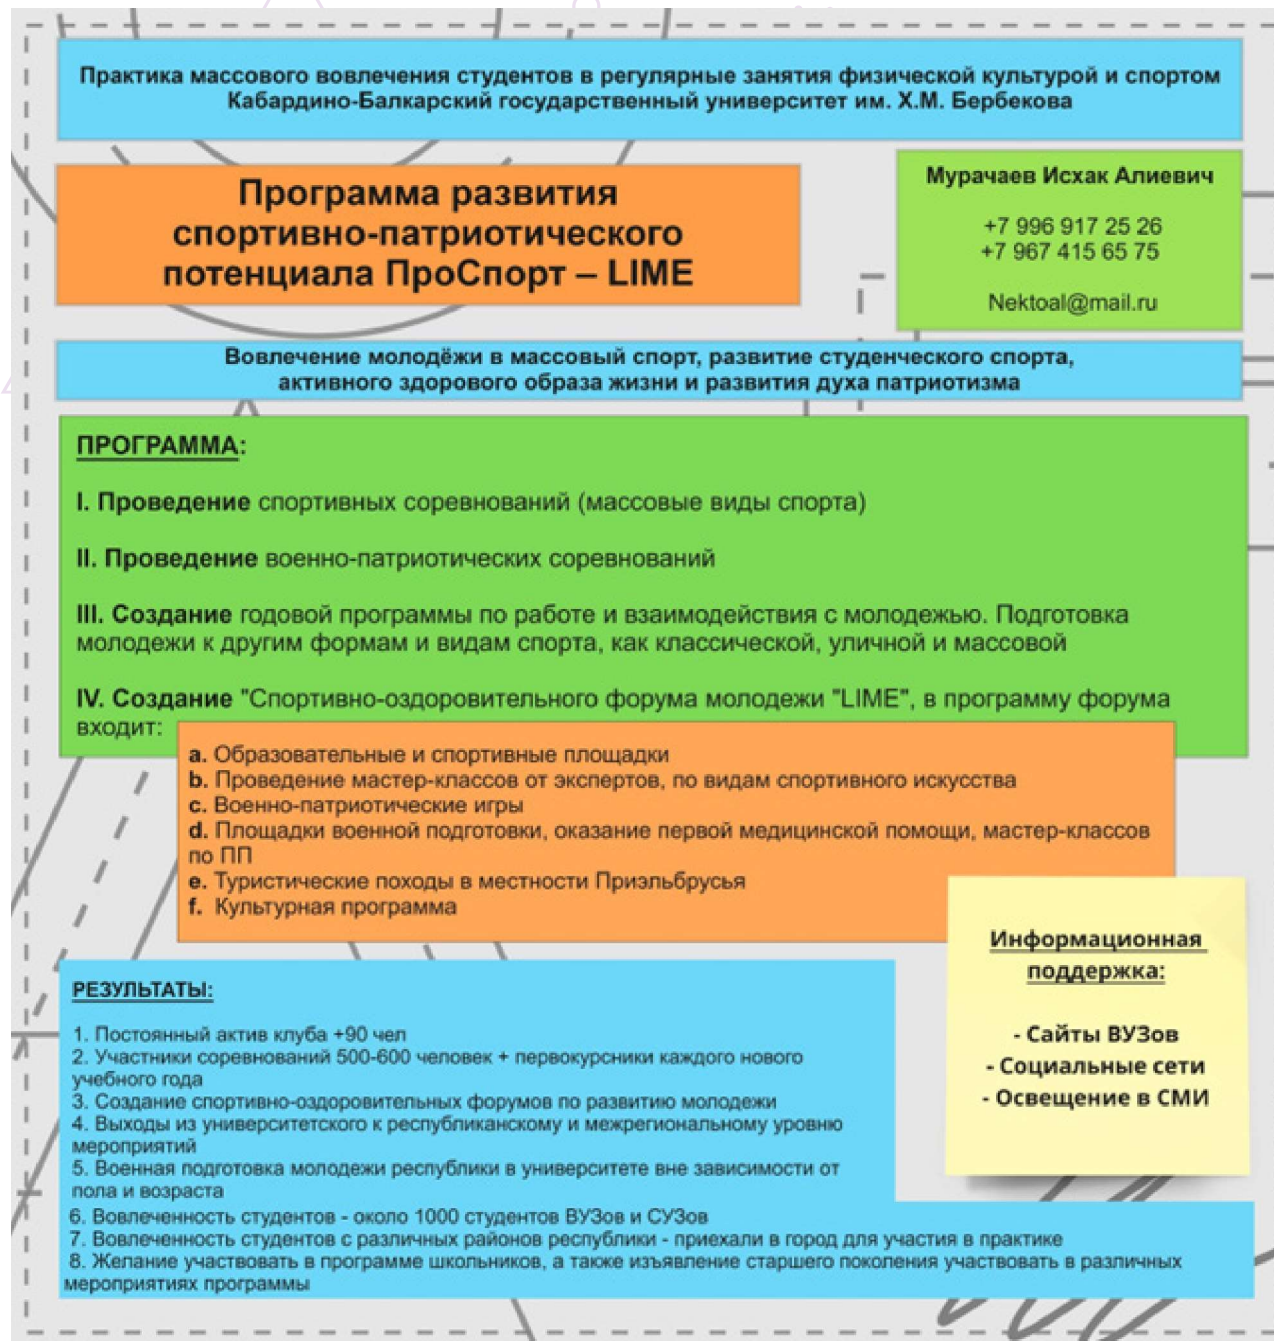 Практика массового вовлечения студентов в регулярные занятия физической культурой и спортом
Кабардино-Балкарский государственный университет им. Х.М. Бербекова
Программа развития
спортивно-патриотического
потенциала ПроСпорт – LIME
Мурачаев Исхак Алиевич
+7 996 917 25 26
+7 967 415 65 75
Nektoal@mail.ru
Вовлечение молодёжи в массовый спорт, развитие студенческого спорта,
активного здорового образа жизни и развития духа патриотизма
ПРОГРАММА:
I. Проведение спортивных соревнований (массовые виды спорта)
II. Проведение военно-патриотических соревнований
III. Создание годовой программы по работе и взаимодействия с молодежью. Подготовка
молодежи к другим формам и видам спорта, как классической, уличной и массовой
IV. Создание "Спортивно-оздоровительного форума молодежи "LIME", в программу форума
входит:
a. Образовательные и спортивные площадки
b. Проведение мастер-классов от экспертов, по видам спортивного искусства
c. Военно-патриотические игры
d. Площадки военной подготовки, оказание первой медицинской помощи, мастер-классов
по ПП
e. Туристические походы в местности Приэльбрусья
f. Культурная программа
Информационная
поддержка:
- Сайты ВУЗов
- Социальные сети
- Освещение в СМИ
РЕЗУЛЬТАТЫ:
1. Постоянный актив клуба +90 чел
2. Участники соревнований 500-600 человек + первокурсники каждого нового
учебного года
3. Создание спортивно-оздоровительных форумов по развитию молодежи
4. Выходы из университетского к республиканскому и межрегиональному уровню
мероприятий
5. Военная подготовка молодежи республики в университете вне зависимости от
пола и возраста
6. Вовлеченность студентов - около 1000 студентов ВУЗов и СУЗов
7. Вовлеченность студентов с различных районов республики - приехали в город для участия в практике
8. Желание участвовать в программе школьников, а также изъявление старшего поколения участвовать в различных
мероприятиях программы